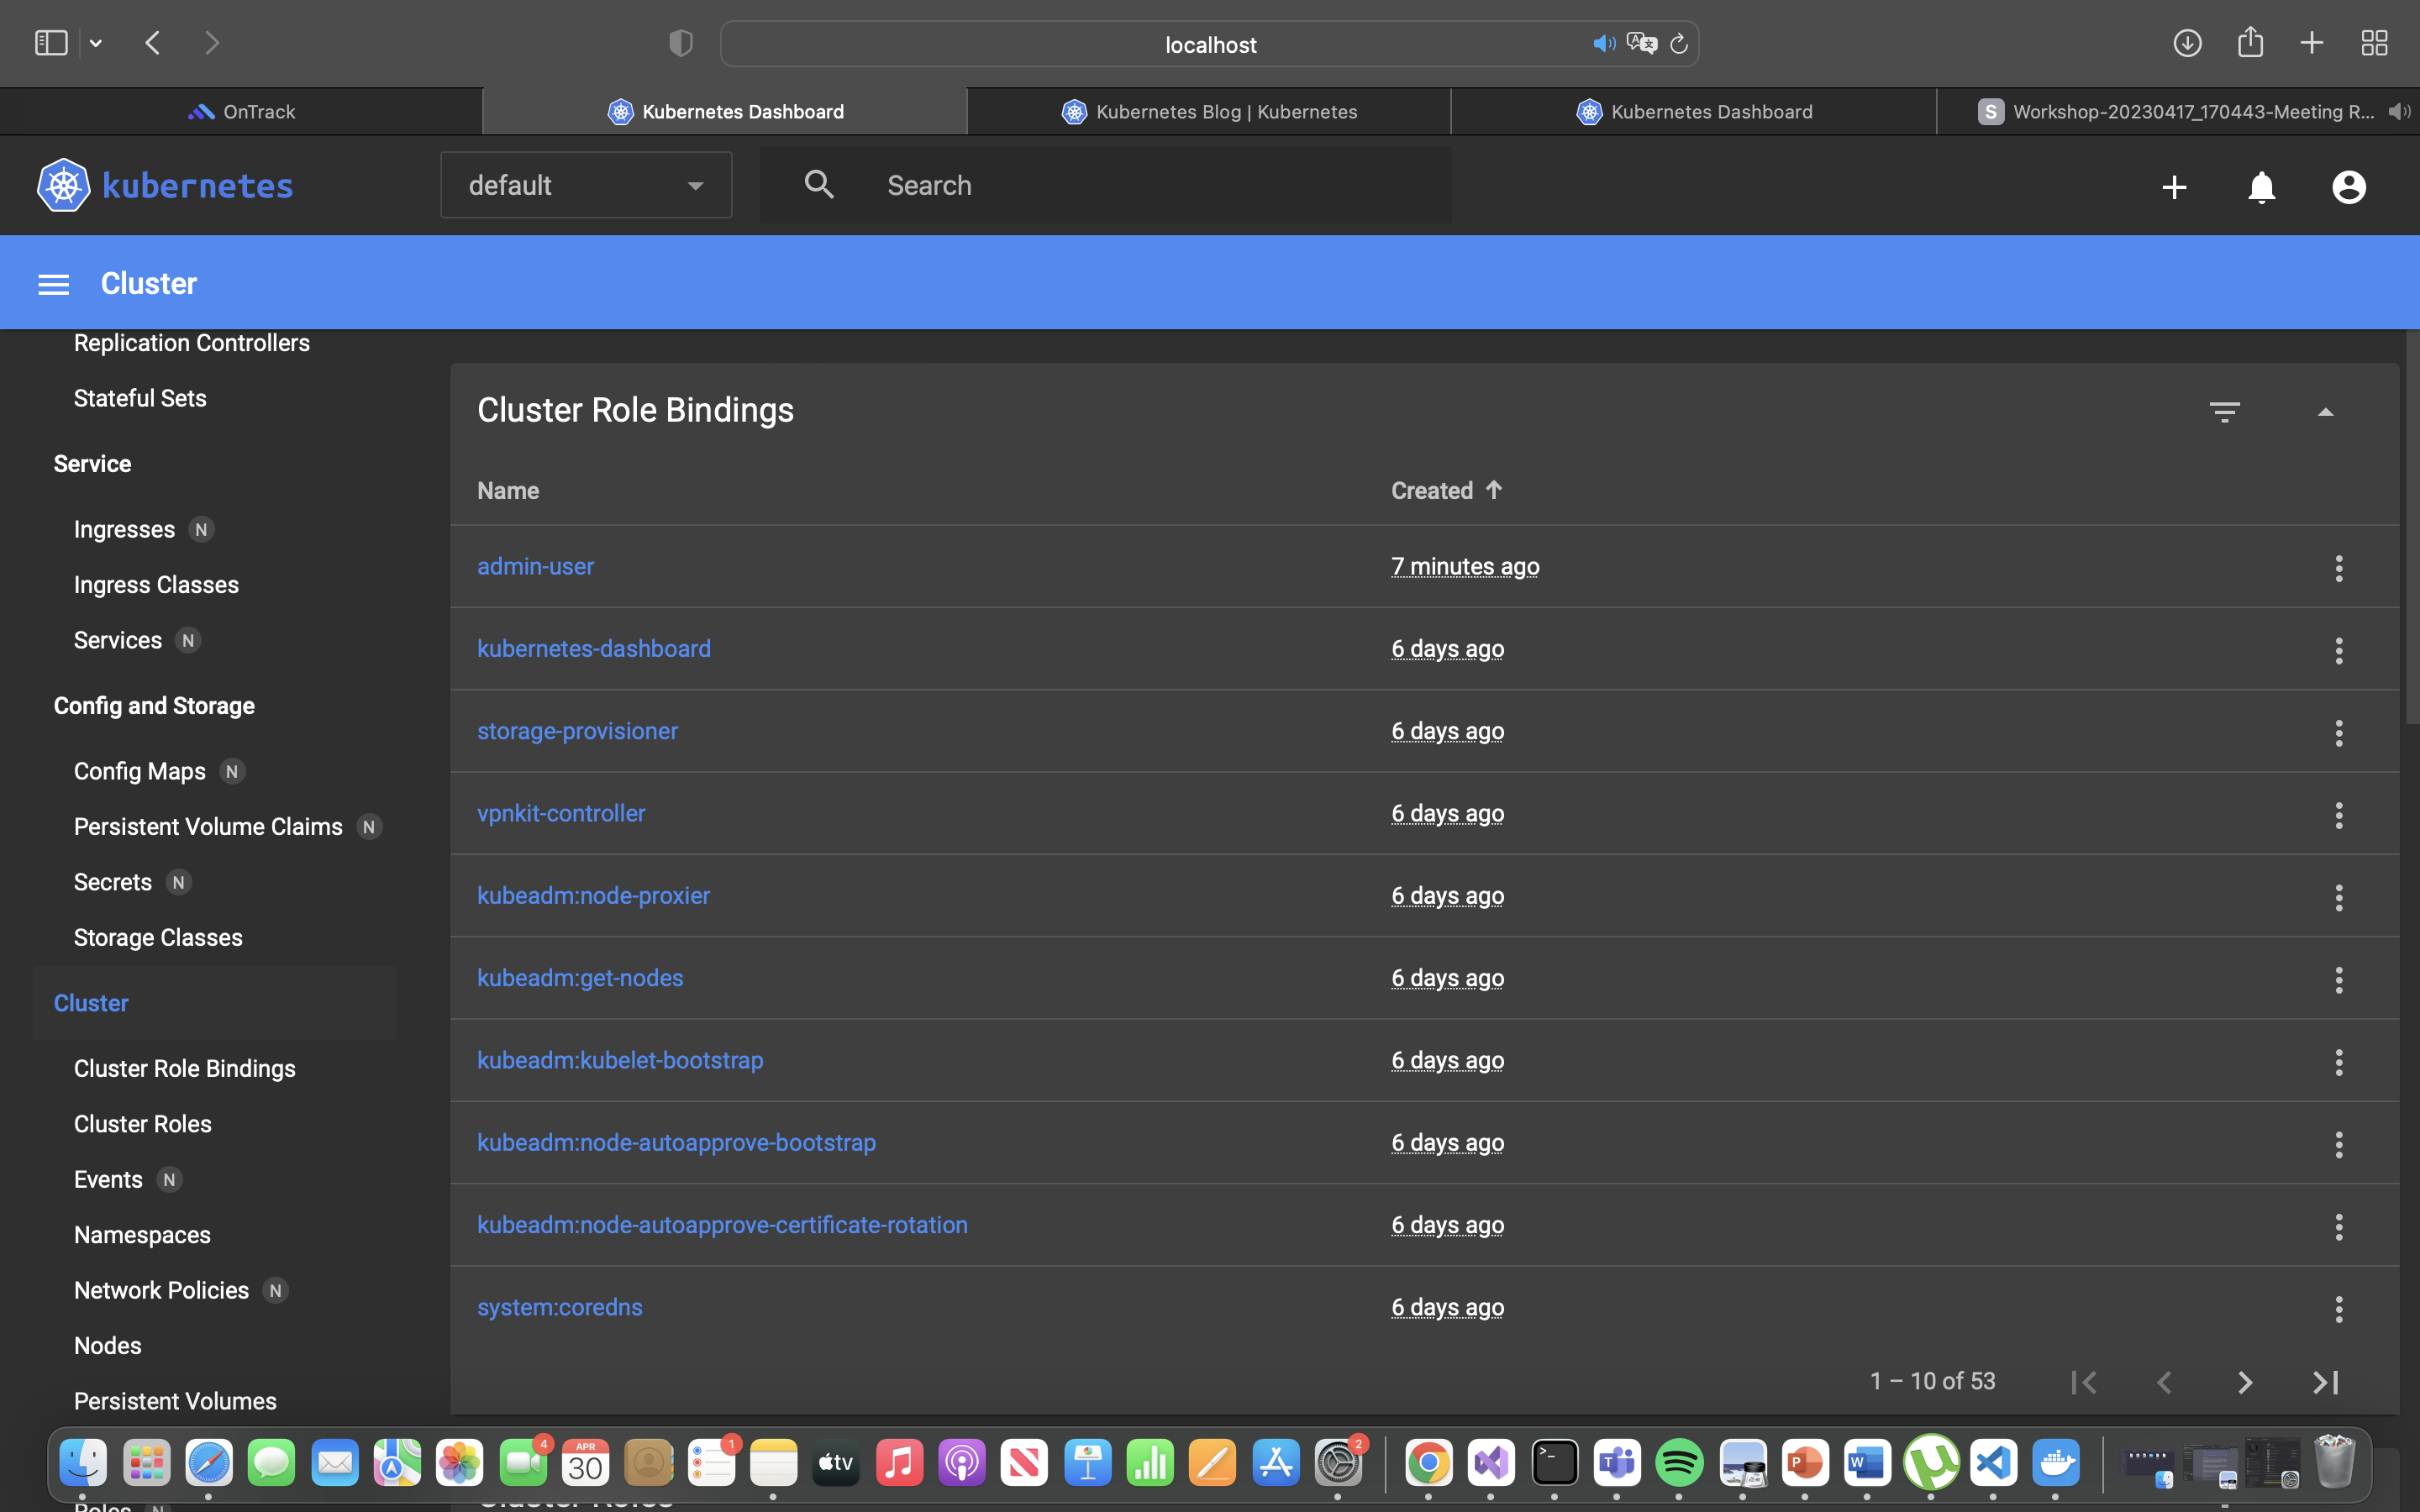 localhost
OnTrack
Kubernetes Dashboard
Kubernetes Blog | Kubernetes
Kubernetes Dashboard
S Workshop-20230417_170443-Meeting R...
kubernetes
default
Search
Cluster
Replication Controllers
Stateful Sets
Service
Ingresses N
Ingress Classes
Services N
Config and Storage
Config Maps N
Persistent Volume Claims N
Secrets N
Storage Classes
Cluster
Cluster Role Bindings
Cluster Roles
Events N
Namespaces
Network Policies N
Nodes
Persistent Volumes
Roles N
Cluster Role Bindings
Name Created
admin-user 7 minutes ago
kubernetes-dashboard 6 days ago
storage-provisioner 6 days ago
vpnkit-controller 6 days ago
kubeadm:node-proxier 6 days ago
kubeadm:get-nodes 6 days ago
kubeadm:kubelet-bootstrap 6 days ago
kubeadm:node-autoapprove-bootstrap 6 days ago
kubeadm:node-autoapprove-certificate-rotation 6 days ago
system:coredns 6 days ago
1 – 10 of 53
Cluster Roles
4
APR
30
1
tv
2
P
W